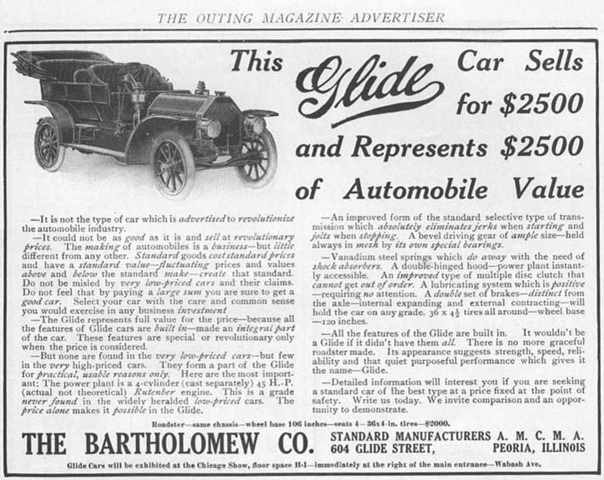 THE OUTING MAGAZINE ADVERTISER
This Glide Car Sells
for $2500
and Represents $2500
of Automobile Value
—It is not the type of car which is advertised to revolutionize
the automobile industry.
—It could not be as good as it is and sell at revolutionary
prices. The making of automobiles is a business—but little
different from any other. Standard goods cost standard prices
and have a standard value—fluctuating prices and values
above and below the standard make—create that standard.
Do not be misled by very low-priced cars and their claims.
Do not feel that by paying a large sum you are sure to get a
good car. Select your car with the care and common sense
you would exercise in any business investment
—The Glide represents full value for the price—because all
the features of Glide cars are built in—made an integral part
of the car. These features are special or revolutionary only
when the price is considered.
—But none are found in the very low-priced cars—but few
in the very high-priced cars. They form a part of the Glide
for practical, usable reasons only. Here are the most import-
ant: The power plant is a 4-cylinder (cast separately) 45 H.-P.
(actual not theoretical) Rutenber engine. This is a grade
never found in the widely heralded low-priced cars. The
price alone makes it possible in the Glide.
—An improved form of the standard selective type of trans-
mission which absolutely eliminates jerks when starting and
jolts when stopping. A bevel driving gear of ample size—held
always in mesh by its own special bearings.
—Vanadium steel springs which do away with the need of
shock absorbers. A double-hinged hood—power plant instant-
ly accessible. An improved type of multiple disc clutch that
cannot get out of order. A lubricating system which is positive
—requiring no attention. A double set of brakes—distinct from
the axle—internal expanding and external contracting—will
hold the car on any grade. 36 x 4½ tires all around—wheel base
—120 inches.
—All the features of the Glide are built in. It wouldn't be
a Glide if it didn't have them all. There is no more graceful
roadster made. Its appearance suggests strength, speed, reli-
ability and that quiet purposeful performance which gives it
the name—Glide.
—Detailed information will interest you if you are seeking
a standard car of the best type at a price fixed at the point of
safety. Write us today. We invite comparison and an oppor-
tunity to demonstrate.
Roadster—same chassis—wheel base 106 inches—seats 4—36x4-in. tires—$2000.
THE BARTHOLOMEW CO. STANDARD MANUFACTURERS A. M. C. M. A.
604 GLIDE STREET, PEORIA, ILLINOIS
Glide Cars will be exhibited at the Chicago Show, floor space H-I—immediately at the right of the main entrance—Wabash Ave.